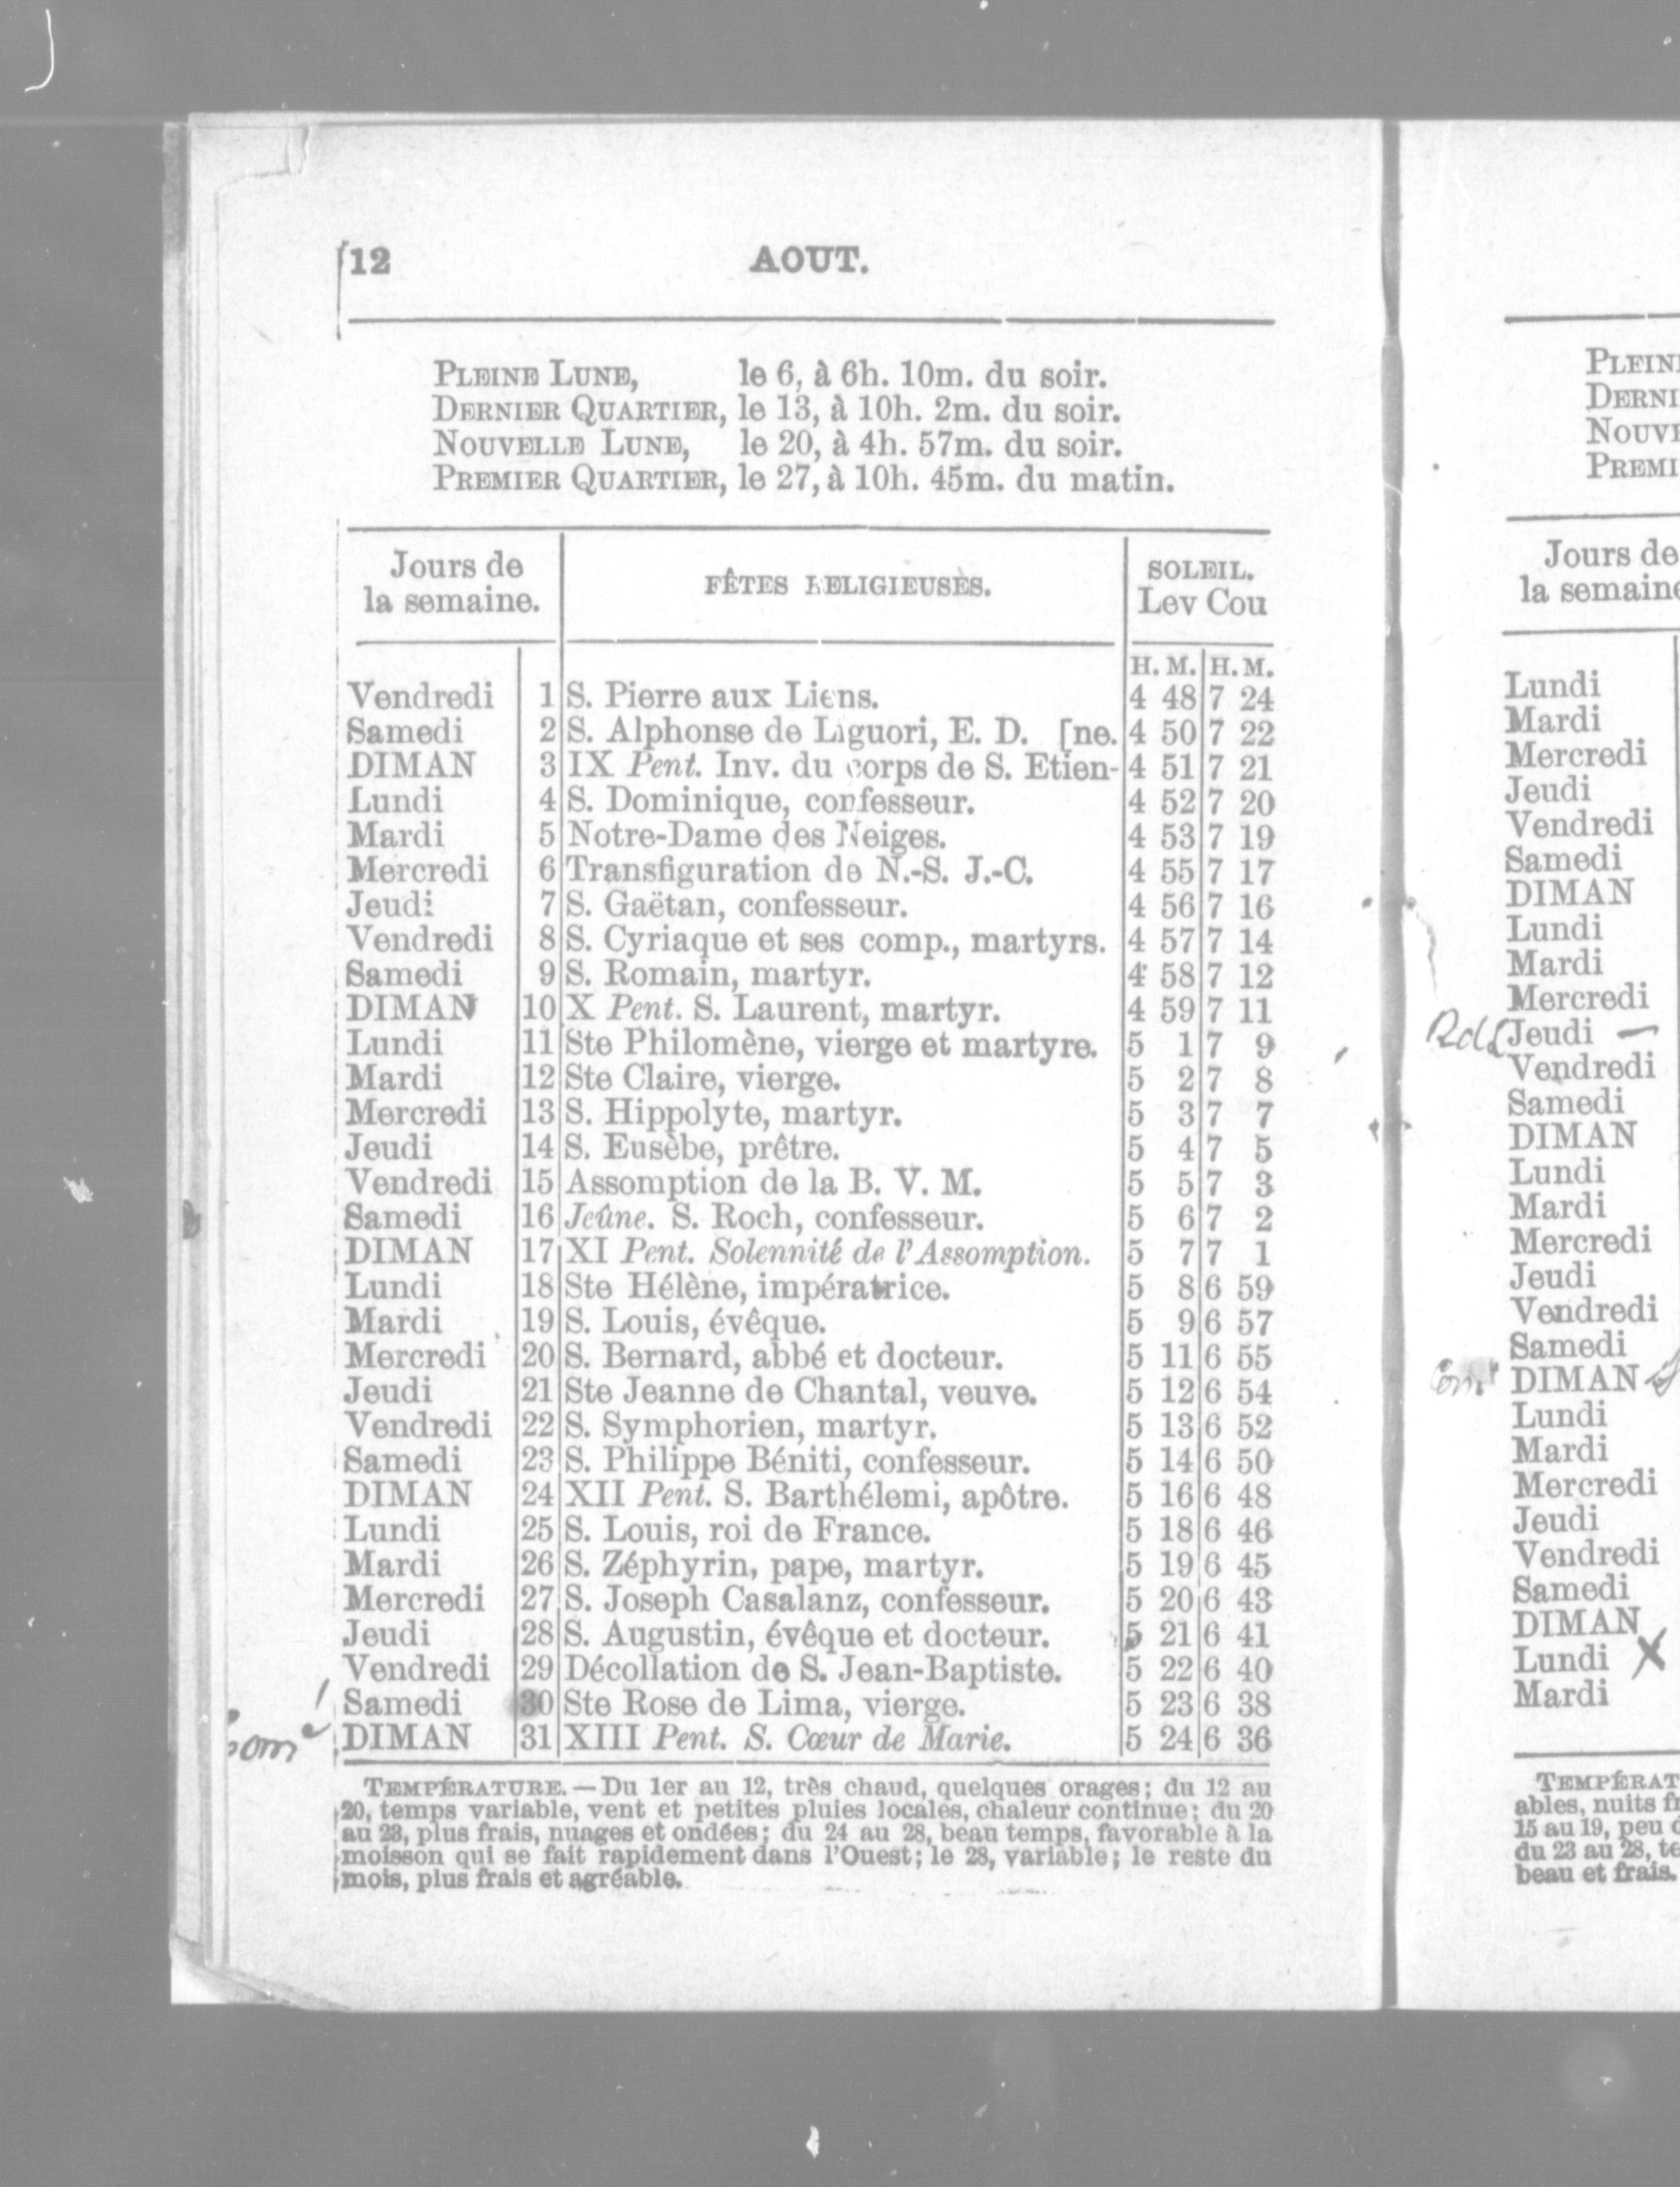 12 AOUT.
PLEINE LUNE, le 6, à 6h. 10m. du soir.
DERNIER QUARTIER, le 13, à 10h. 2m. du soir.
NOUVELLE LUNE, le 20, à 4h. 57m. du soir.
PREMIER QUARTIER, le 27, à 10h. 45m. du matin.
Jours de la semaine. FÊTES RELIGIEUSES. SOLEIL. Lev Cou
H. M. H. M.
Vendredi 1 S. Pierre aux Liens. 4 48 7 24
Samedi 2 S. Alphonse de Liguori, E. D. [ne. 4 50 7 22
DIMAN 3 IX Pent. Inv. du corps de S. Etien- 4 51 7 21
Lundi 4 S. Dominique, confesseur. 4 52 7 20
Mardi 5 Notre-Dame des Neiges. 4 53 7 19
Mercredi 6 Transfiguration de N.-S. J.-C. 4 55 7 17
Jeudi 7 S. Gaëtan, confesseur. 4 56 7 16
Vendredi 8 S. Cyriaque et ses comp., martyrs. 4 57 7 14
Samedi 9 S. Romain, martyr. 4 58 7 12
DIMAN 10 X Pent. S. Laurent, martyr. 4 59 7 11
Lundi 11 Ste Philomène, vierge et martyre. 5 1 7 9
Mardi 12 Ste Claire, vierge. 5 2 7 8
Mercredi 13 S. Hippolyte, martyr. 5 3 7 7
Jeudi 14 S. Eusèbe, prêtre. 5 4 7 5
Vendredi 15 Assomption de la B. V. M. 5 5 7 3
Samedi 16 Jeûne. S. Roch, confesseur. 5 6 7 2
DIMAN 17 XI Pent. Solennité de l'Assomption. 5 7 7 1
Lundi 18 Ste Hélène, impératrice. 5 8 6 59
Mardi 19 S. Louis, évêque. 5 9 6 57
Mercredi 20 S. Bernard, abbé et docteur. 5 11 6 55
Jeudi 21 Ste Jeanne de Chantal, veuve. 5 12 6 54
Vendredi 22 S. Symphorien, martyr. 5 13 6 52
Samedi 23 S. Philippe Béniti, confesseur. 5 14 6 50
DIMAN 24 XII Pent. S. Barthélemi, apôtre. 5 16 6 48
Lundi 25 S. Louis, roi de France. 5 18 6 46
Mardi 26 S. Zéphyrin, pape, martyr. 5 19 6 45
Mercredi 27 S. Joseph Casalanz, confesseur. 5 20 6 43
Jeudi 28 S. Augustin, évêque et docteur. 5 21 6 41
Vendredi 29 Décollation de S. Jean-Baptiste. 5 22 6 40
Samedi 30 Ste Rose de Lima, vierge. 5 23 6 38
DIMAN 31 XIII Pent. S. Cœur de Marie. 5 24 6 36
TEMPÉRATURE.—Du 1er au 12, très chaud, quelques orages; du 12 au
20, temps variable, vent et petites pluies locales, chaleur continue; du 20
au 23, plus frais, nuages et ondées; du 24 au 28, beau temps, favorable à la
moisson qui se fait rapidement dans l'Ouest; le 28, variable; le reste du
mois, plus frais et agréable.
PLEIN
DERNI
NOUV
PREMI
Jours de
la semaine
Lundi
Mardi
Mercredi
Jeudi
Vendredi
Samedi
DIMAN
Lundi
Mardi
Mercredi
Jeudi
Vendredi
Samedi
DIMAN
Lundi
Mardi
Mercredi
Jeudi
Vendredi
Samedi
DIMAN
Lundi
Mardi
Mercredi
Jeudi
Vendredi
Samedi
DIMAN
Lundi X
Mardi
TEMPÉRAT
ables, nuits fr
15 au 19, peu
du 23 au 28, te
beau et frais.